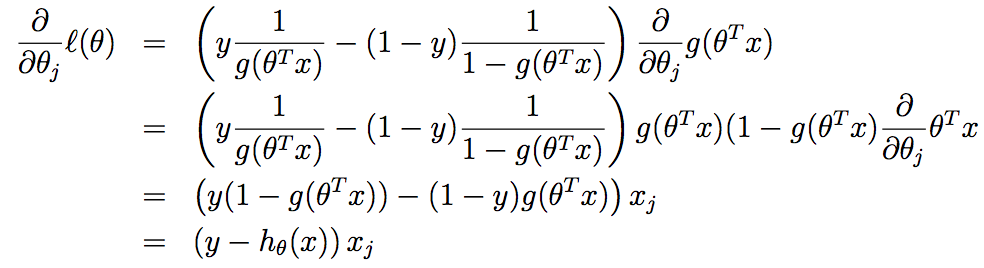 ∂/∂θ_j ℓ(θ) = ( y 1/g(θ^T x) − (1 − y) 1/(1 − g(θ^T x)) ) ∂/∂θ_j g(θ^T x)
= ( y 1/g(θ^T x) − (1 − y) 1/(1 − g(θ^T x)) ) g(θ^T x)(1 − g(θ^T x) ∂/∂θ_j θ^T x
= ( y(1 − g(θ^T x)) − (1 − y)g(θ^T x) ) x_j
= (y − h_θ(x)) x_j